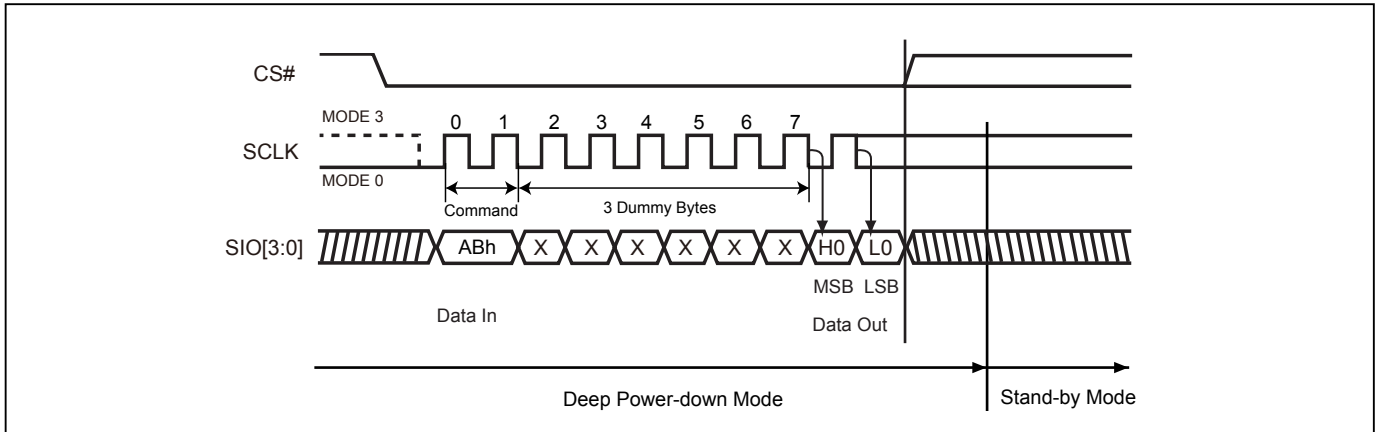 CS#
MODE 3
0 1 2 3 4 5 6 7
SCLK
MODE 0
Command
3 Dummy Bytes
SIO[3:0]
ABh X X X X X X H0 L0
MSB LSB
Data In
Data Out
Deep Power-down Mode
Stand-by Mode